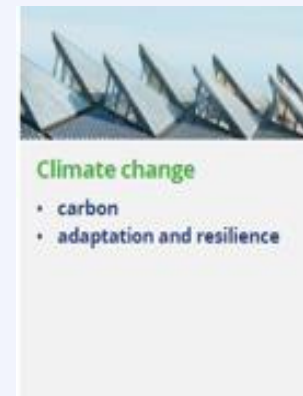 Climate change
• carbon
• adaptation and resilience